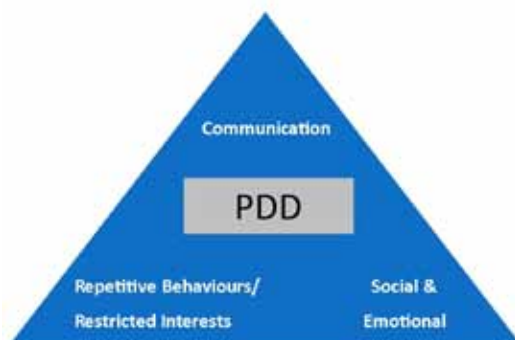 Communication
PDD
Repetitive Behaviours/ Social &
Restricted Interests Emotional